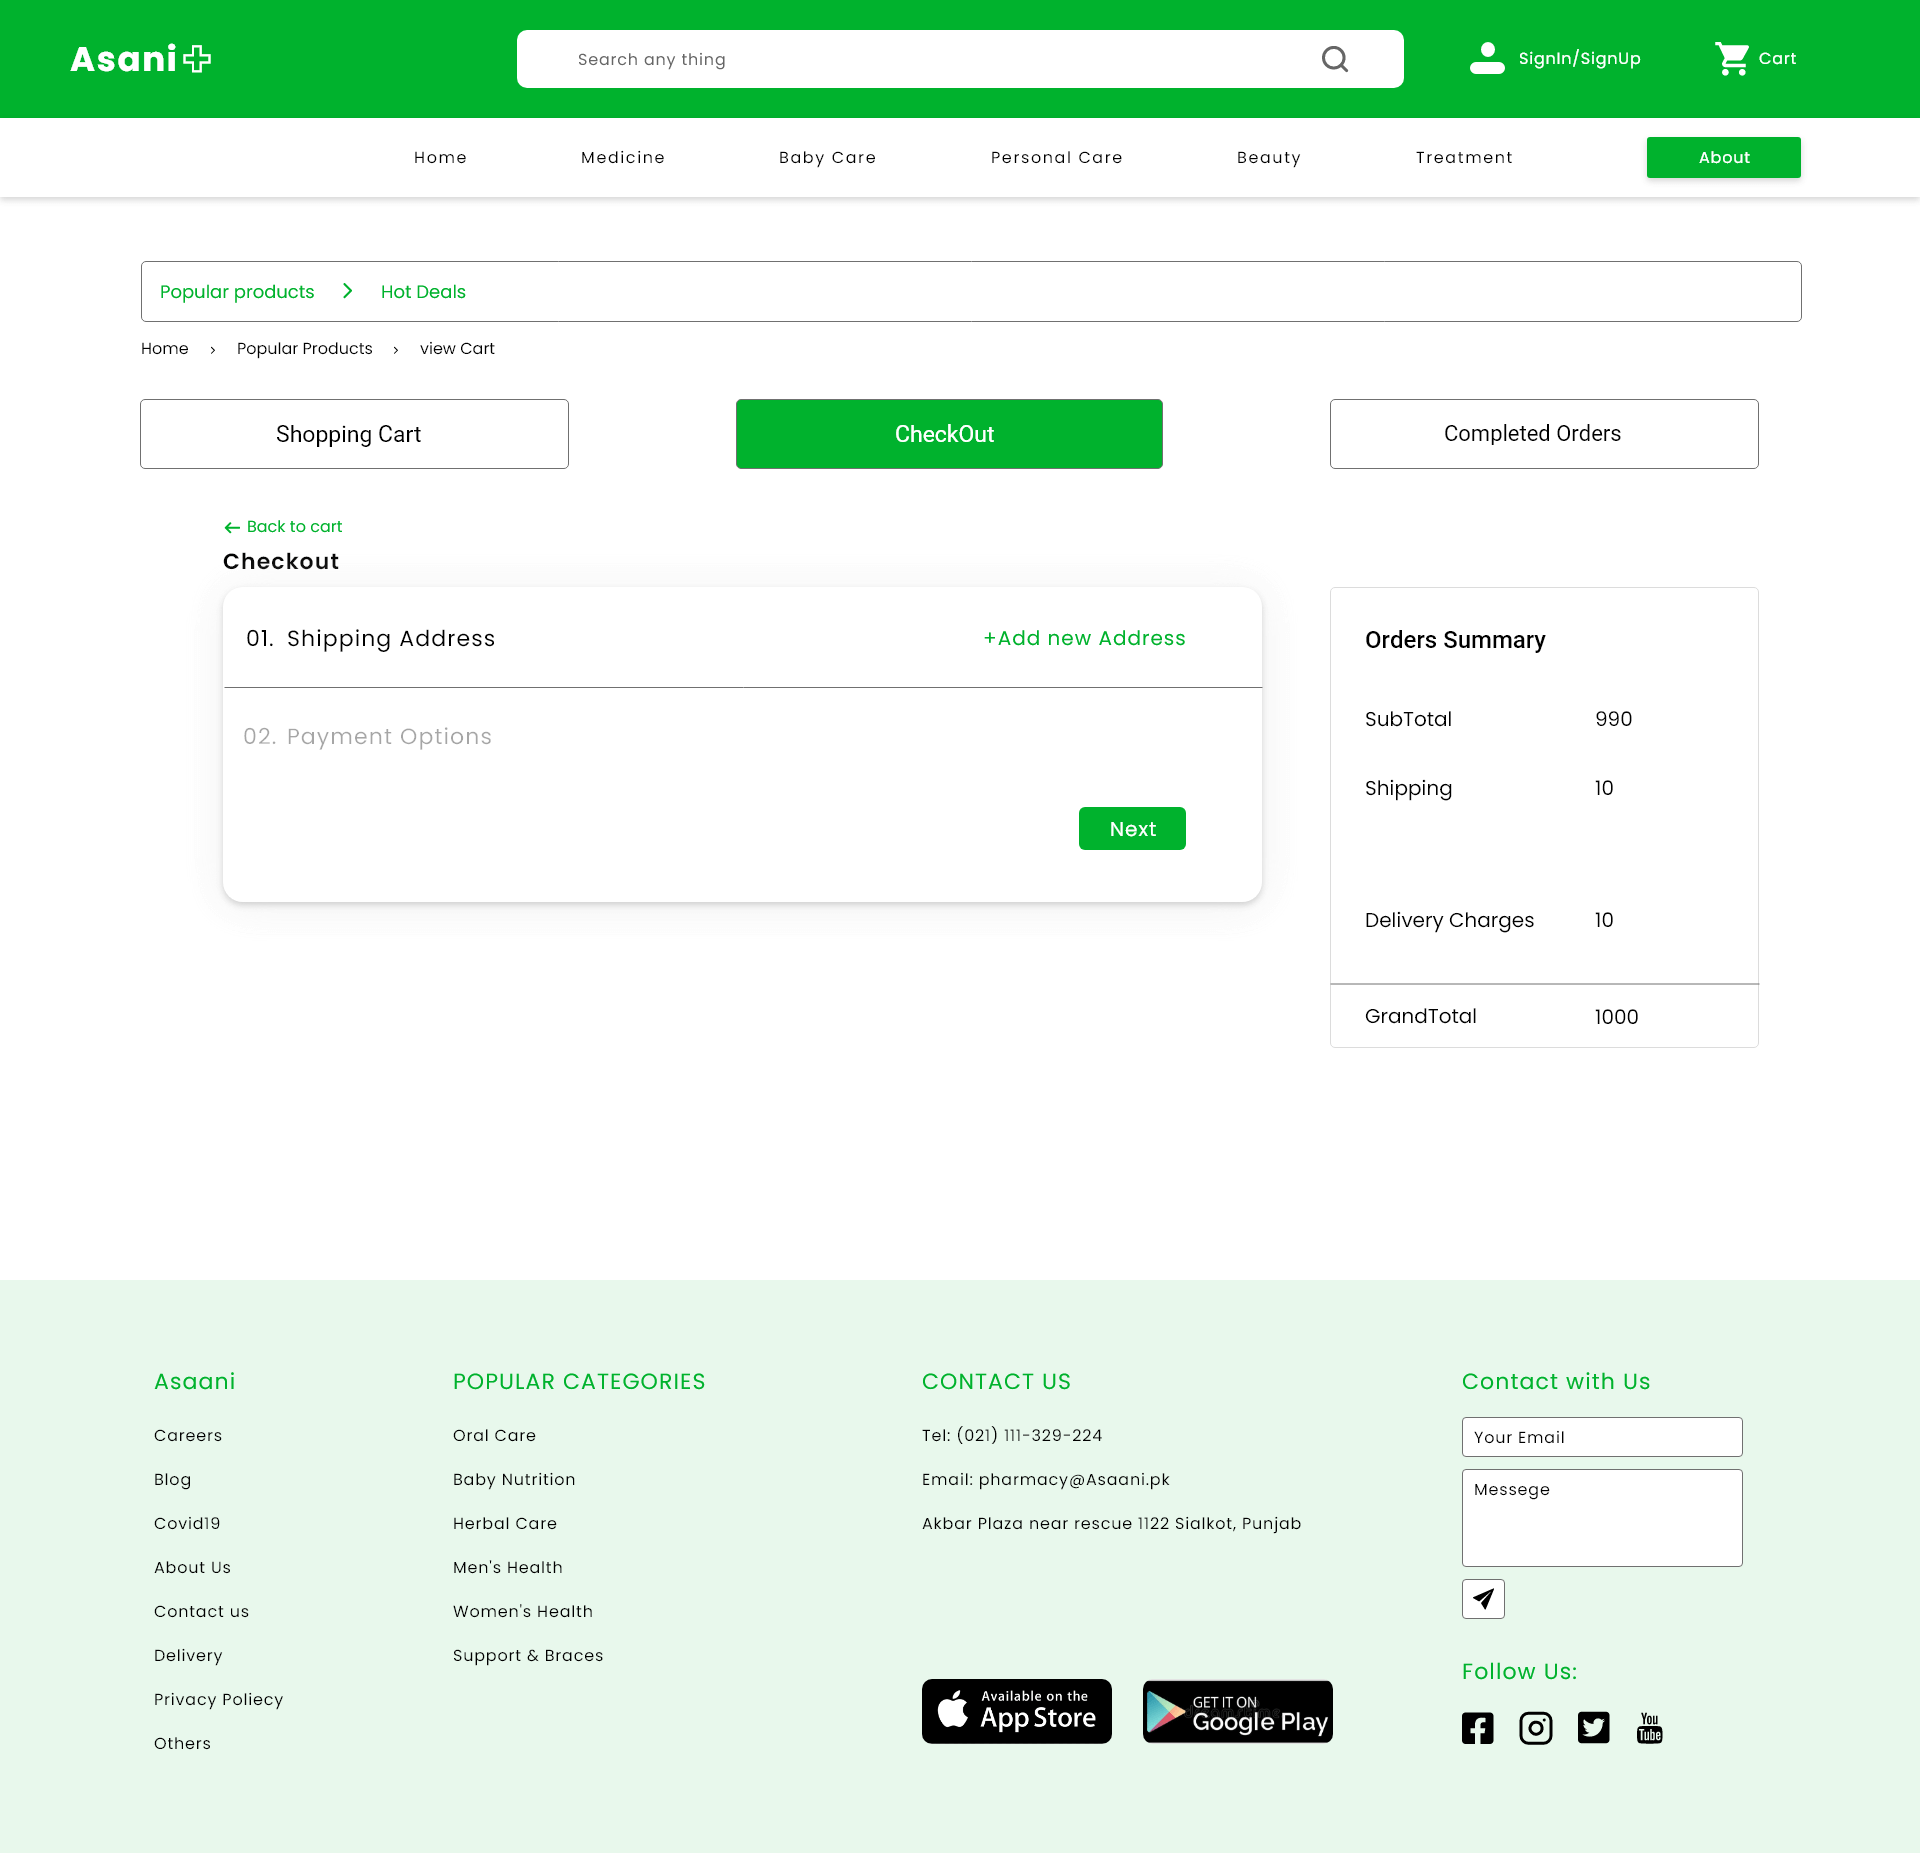 Asani
Search any thing
SignIn/SignUp
Cart
Home
Medicine
Baby Care
Personal Care
Beauty
Treatment
About
Popular products > Hot Deals
Home > Popular Products > view Cart
Shopping Cart
CheckOut
Completed Orders
Back to cart
Checkout
01. Shipping Address
+Add new Address
02. Payment Options
Next
Orders Summary
SubTotal 990
Shipping 10
Delivery Charges 10
GrandTotal 1000
Asaani
Careers
Blog
Covid19
About Us
Contact us
Delivery
Privacy Poliecy
Others
POPULAR CATEGORIES
Oral Care
Baby Nutrition
Herbal Care
Men's Health
Women's Health
Support & Braces
CONTACT US
Tel: (021) 111-329-224
Email: pharmacy@Asaani.pk
Akbar Plaza near rescue 1122 Sialkot, Punjab
Available on the
App Store
GET IT ON
Google Play
Contact with Us
Your Email
Messege
Follow Us:
You
Tube